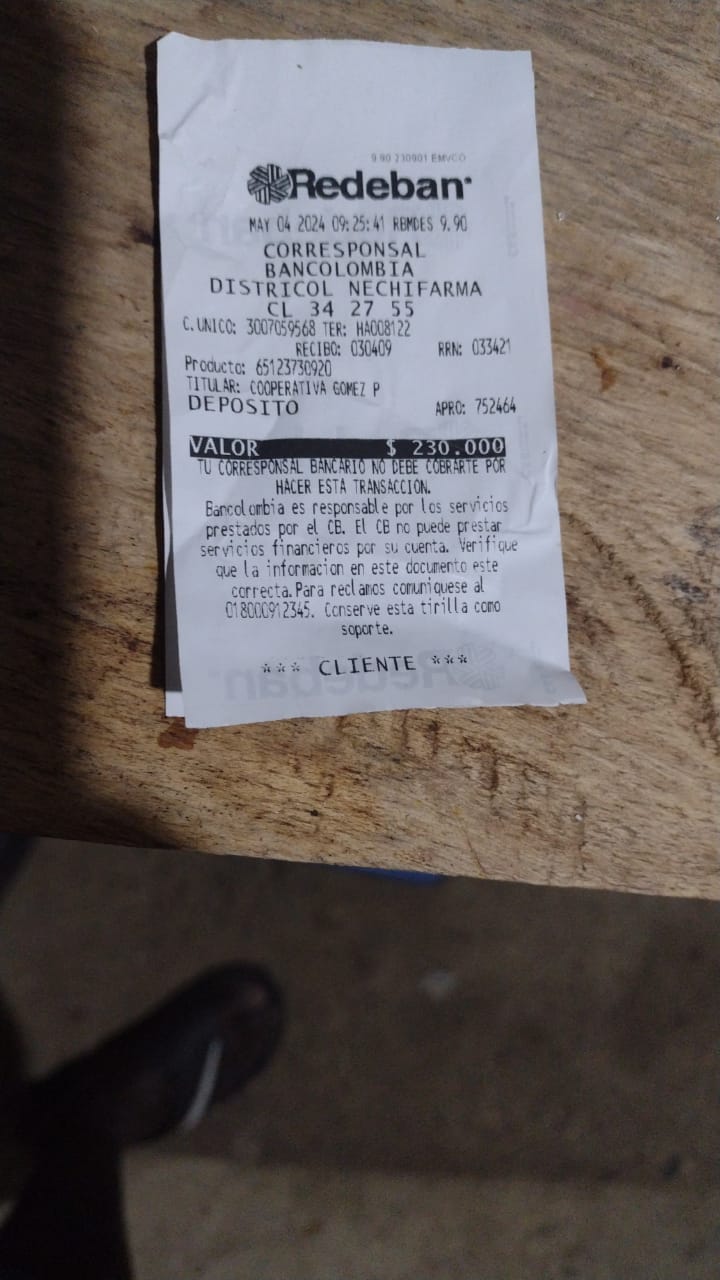 9.90 230901 EMVCO
Redeban
MAY 04 2024 09:25:41 RBMDES 9.90
CORRESPONSAL
BANCOLOMBIA
DISTRICOL NECHIFARMA
CL 34 27 55
C.UNICO: 3007059568 TER: HA008122
RECIBO: 030409 RRN: 033421
Producto: 65123730920
TITULAR: COOPERATIVA GOMEZ P
DEPOSITO APRO: 752464
VALOR $ 230.000
TU CORRESPONSAL BANCARIO NO DEBE COBRARTE POR
HACER ESTA TRANSACCION.
Bancolombia es responsable por los servicios
prestados por el CB. El CB no puede prestar
servicios financieros por su cuenta. Verifique
que la informacion en este documento este
correcta.Para reclamos comuniquese al
018000912345. Conserve esta tirilla como
soporte.
*** CLIENTE ***